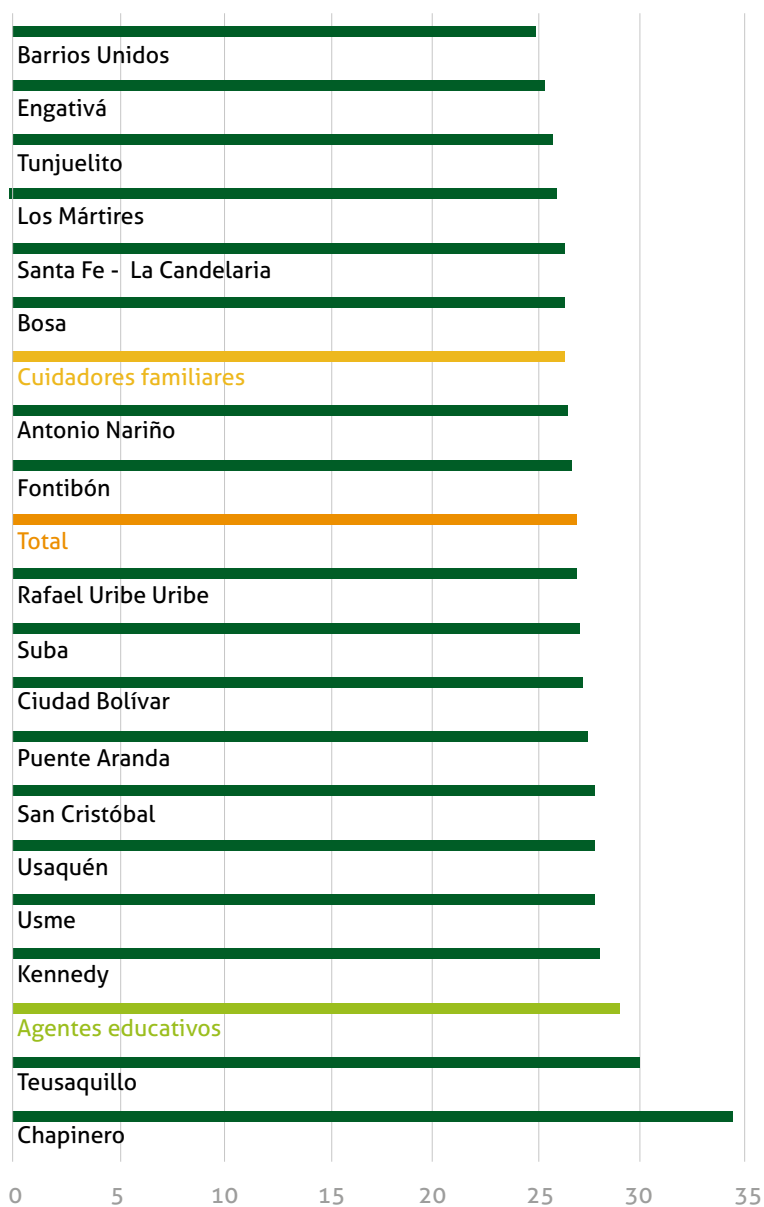 Barrios Unidos
Engativá
Tunjuelito
Los Mártires
Santa Fe - La Candelaria
Bosa
Cuidadores familiares
Antonio Nariño
Fontibón
Total
Rafael Uribe Uribe
Suba
Ciudad Bolívar
Puente Aranda
San Cristóbal
Usaquén
Usme
Kennedy
Agentes educativos
Teusaquillo
Chapinero
0 5 10 15 20 25 30 35